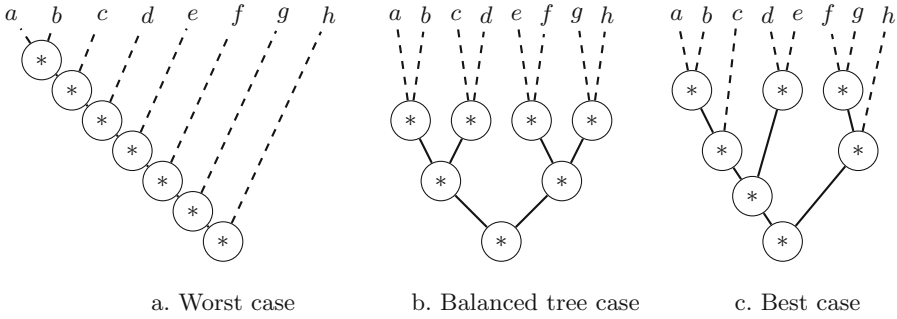 a b c d e f g h a b c d e f g h a b c d e f g h
* * *
* * * * *
* * * *
* * *
* * *
* *
* * *
a. Worst case b. Balanced tree case c. Best case